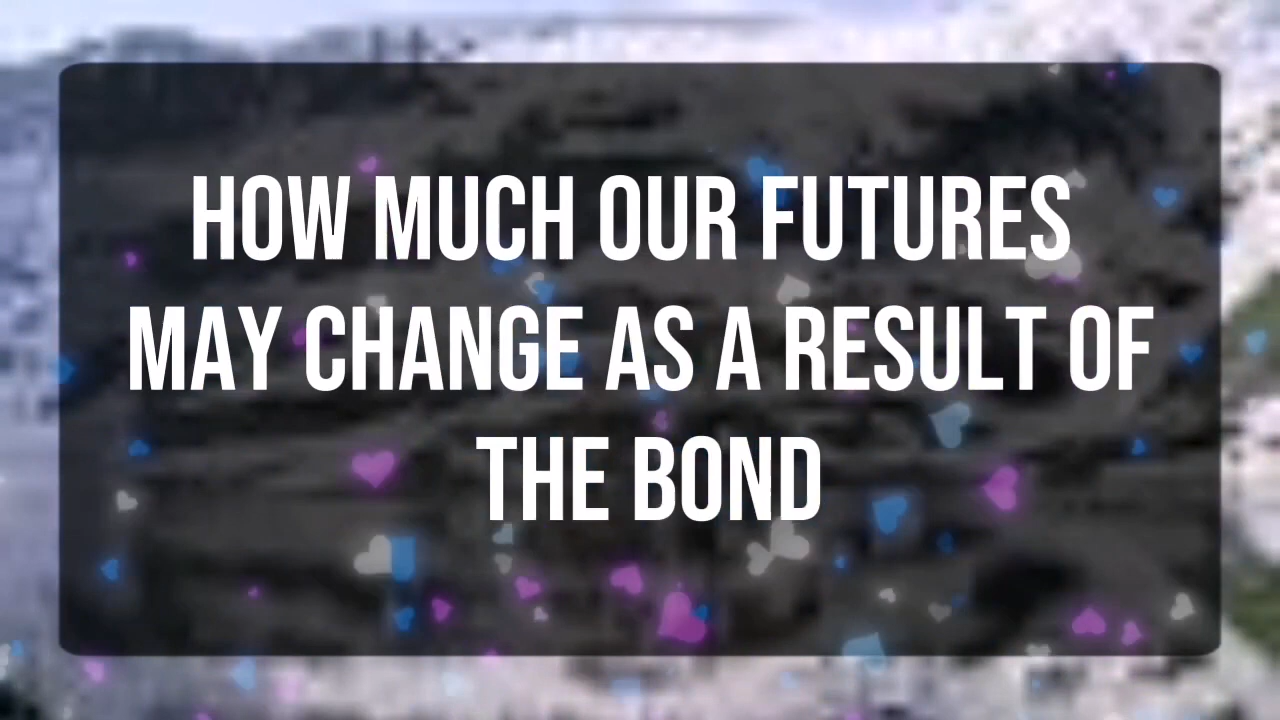 HOW MUCH OUR FUTURES
MAY CHANGE AS A RESULT OF
THE BOND